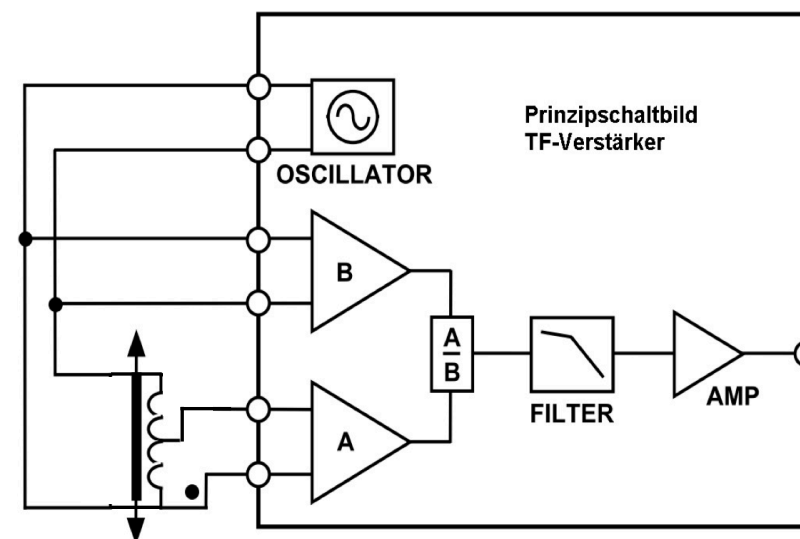 Prinzipschaltbild
TF-Verstärker
OSCILLATOR
B
A
B
FILTER
AMP
A